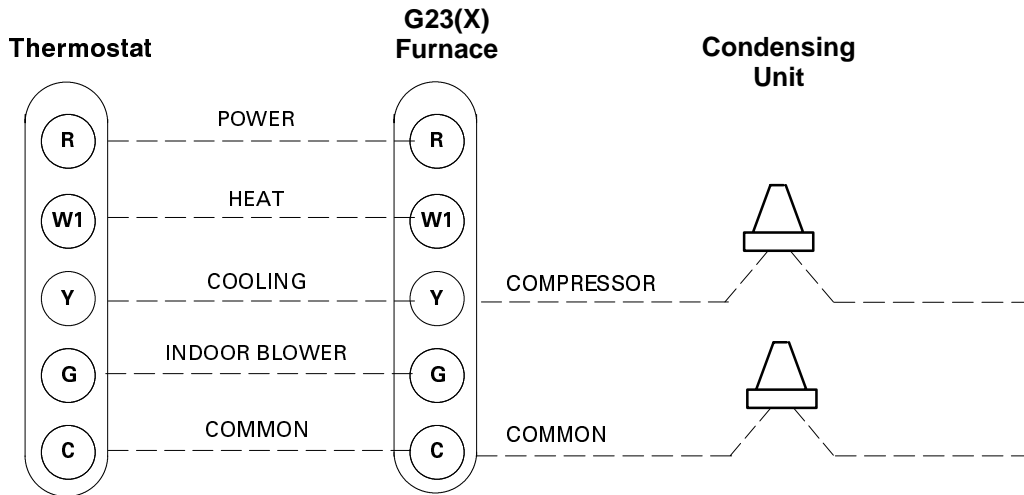 Thermostat
G23(X)
Furnace
Condensing
Unit
R
POWER
R
W1
HEAT
W1
Y
COOLING
Y
COMPRESSOR
G
INDOOR BLOWER
G
C
COMMON
C
COMMON